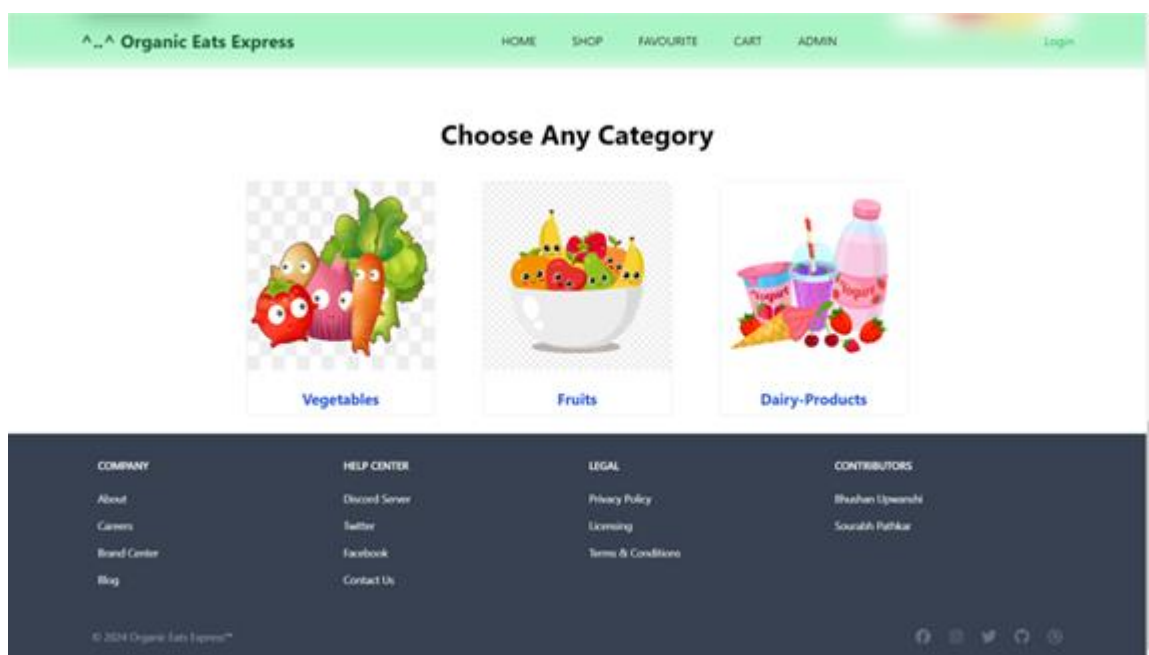 ^..^ Organic Eats Express
HOME SHOP FAVOURITE CART ADMIN Login
Choose Any Category
Yogurt
Yogurt
Vegetables Fruits Dairy-Products
COMPANY HELP CENTER LEGAL CONTRIBUTORS
About Discord Server Privacy Policy Bhushan Upwanshi
Careers Twitter Licensing Sourabh Pathkar
Brand Center Facebook Terms & Conditions
Blog Contact Us
© 2024 Organic Eats Express™